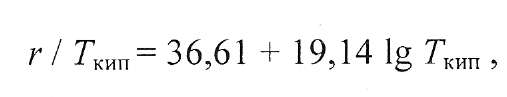 r / Tкип = 36,61 + 19,14 lg Tкип ,